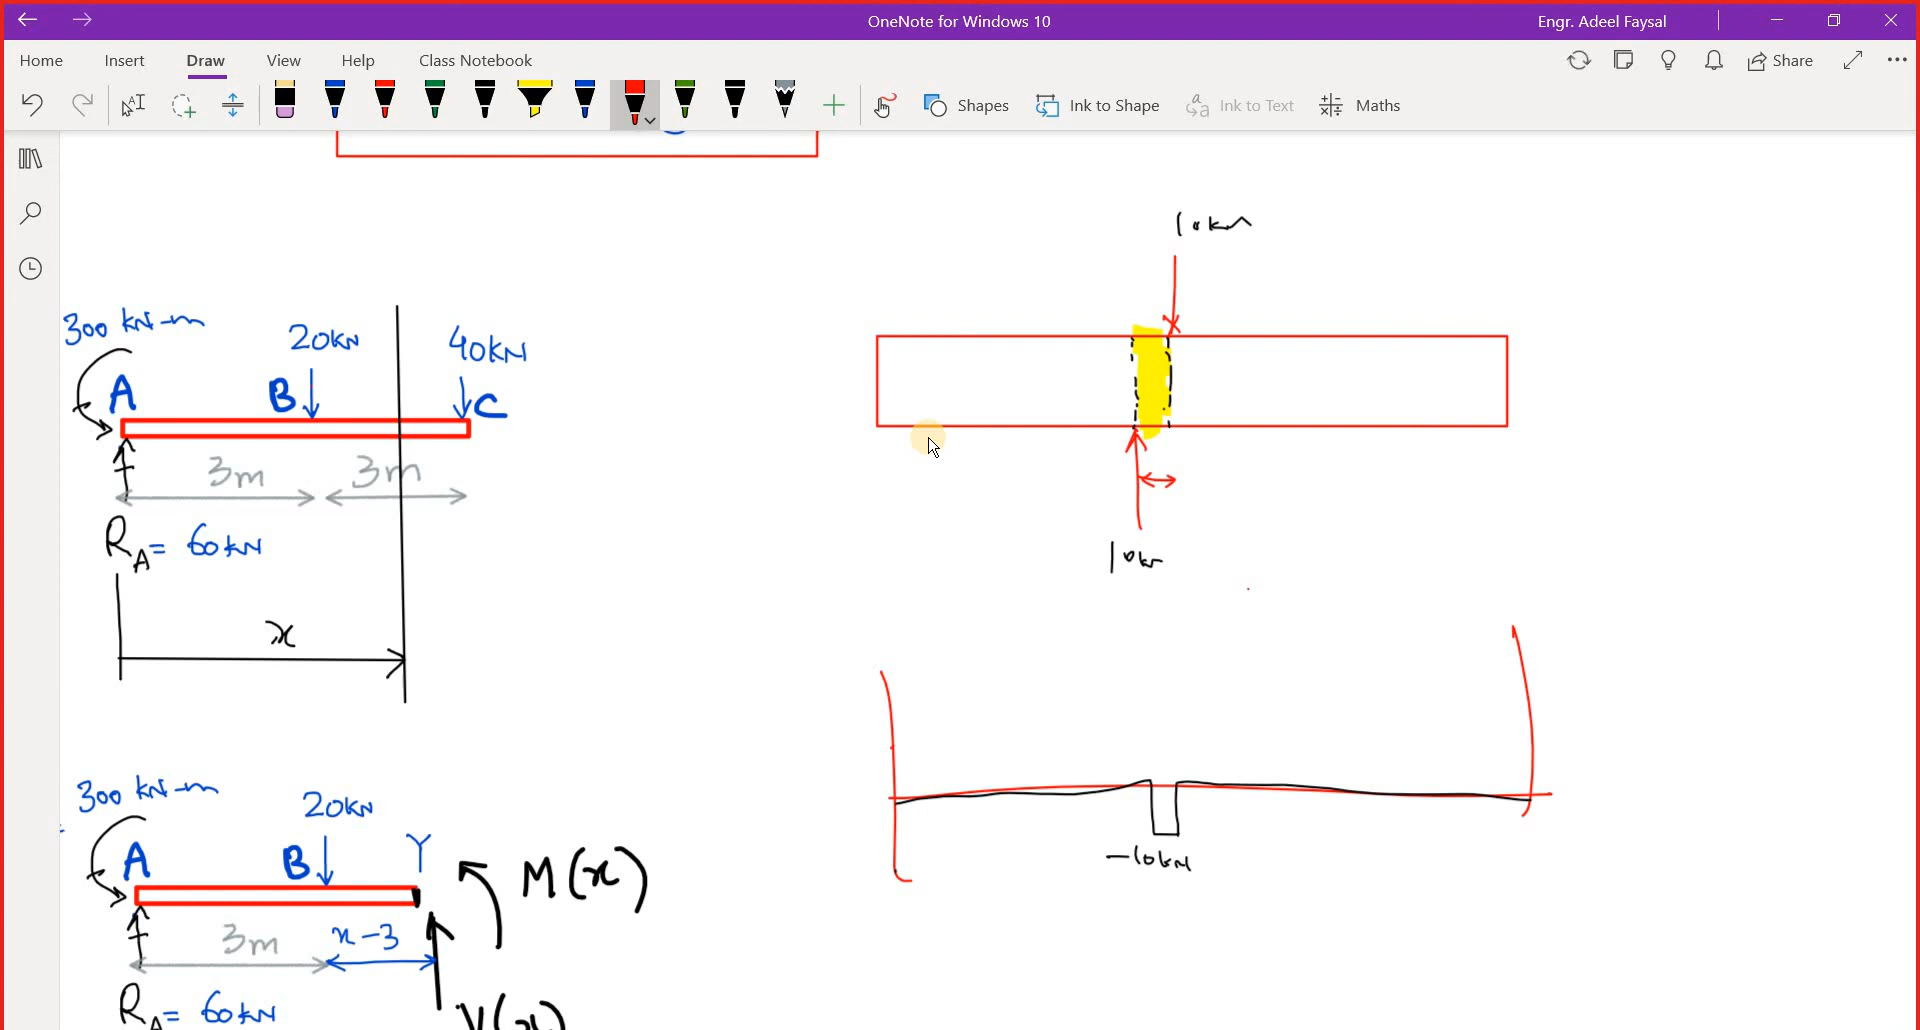 OneNote for Windows 10
Engr. Adeel Faysal
Home Insert Draw View Help Class Notebook
Share
Shapes Ink to Shape Ink to Text Maths
10kN
300 kN-m
20kN
40kN
A
B
C
3m
3m
R_A = 60kN
x
10kN
300 kN-m
20kN
A
B
Y
M(x)
3m
x-3
R_A = 60kN
V(x)
-10kN